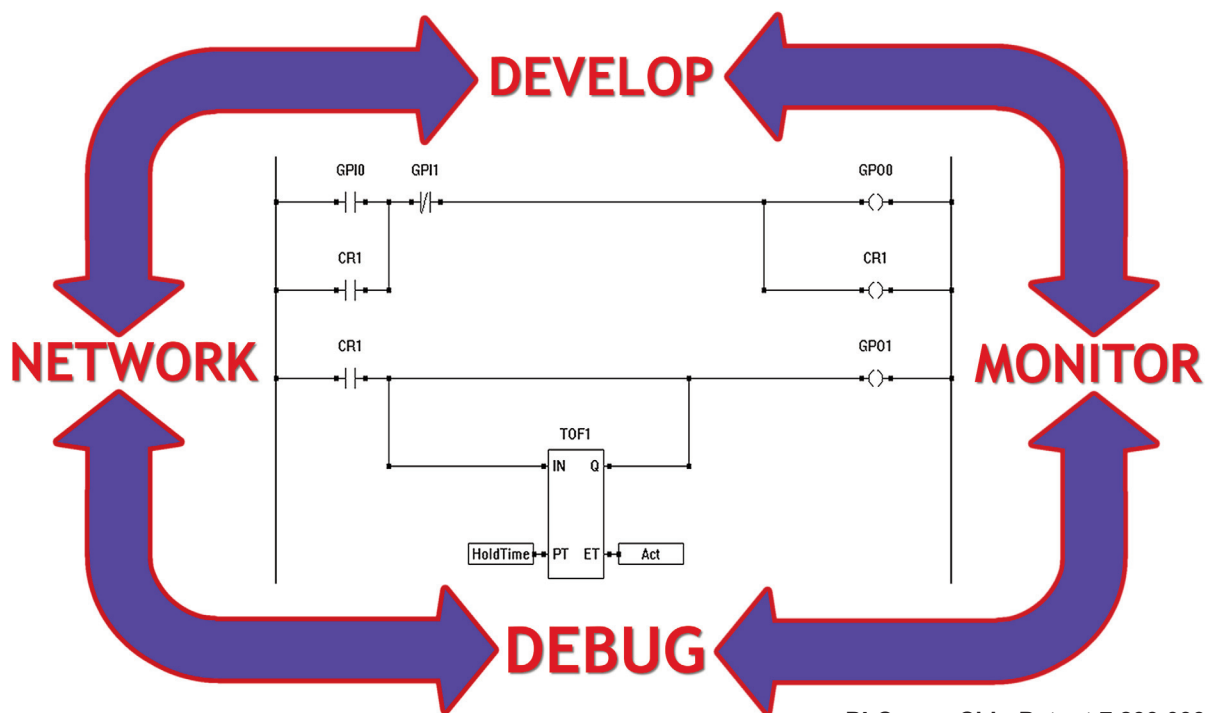 DEVELOP
GPI0 GPI1 GPO0
CR1 CR1
NETWORK
MONITOR
CR1 GPO1
TOF1
IN Q
HoldTime PT ET Act
DEBUG